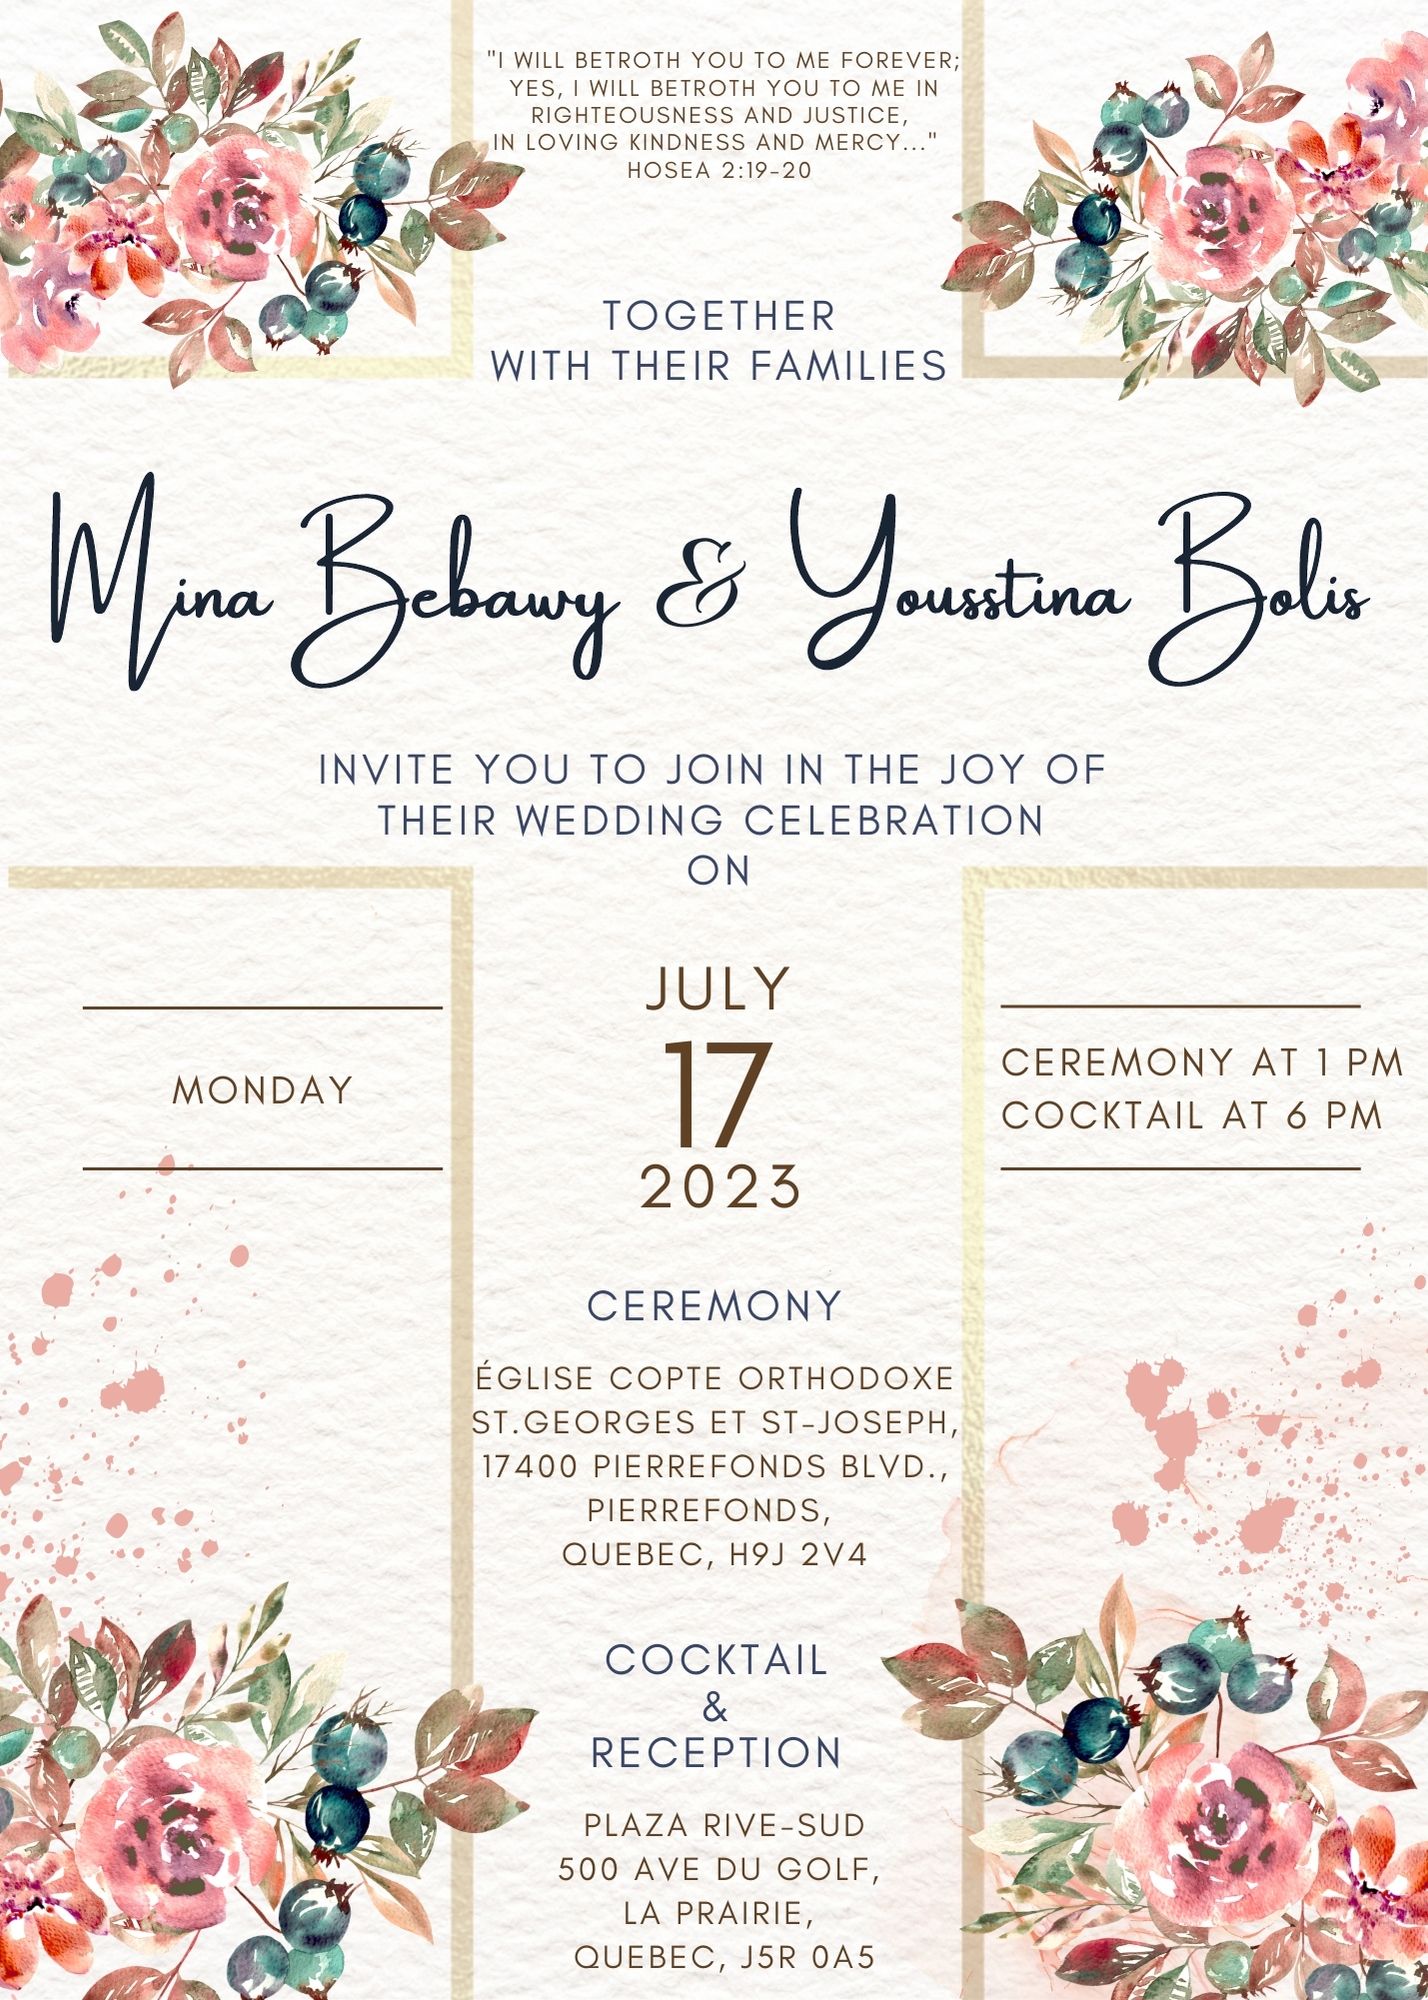 "I WILL BETROTH YOU TO ME FOREVER;
YES, I WILL BETROTH YOU TO ME IN
RIGHTEOUSNESS AND JUSTICE,
IN LOVING KINDNESS AND MERCY..."
HOSEA 2:19-20
TOGETHER
WITH THEIR FAMILIES
Mina Bebawy & Yousstina Bolis
INVITE YOU TO JOIN IN THE JOY OF
THEIR WEDDING CELEBRATION
ON
MONDAY
JULY
17
2023
CEREMONY AT 1 PM
COCKTAIL AT 6 PM
CEREMONY
ÉGLISE COPTE ORTHODOXE
ST.GEORGES ET ST-JOSEPH,
17400 PIERREFONDS BLVD.,
PIERREFONDS,
QUEBEC, H9J 2V4
COCKTAIL
&
RECEPTION
PLAZA RIVE-SUD
500 AVE DU GOLF,
LA PRAIRIE,
QUEBEC, J5R 0A5